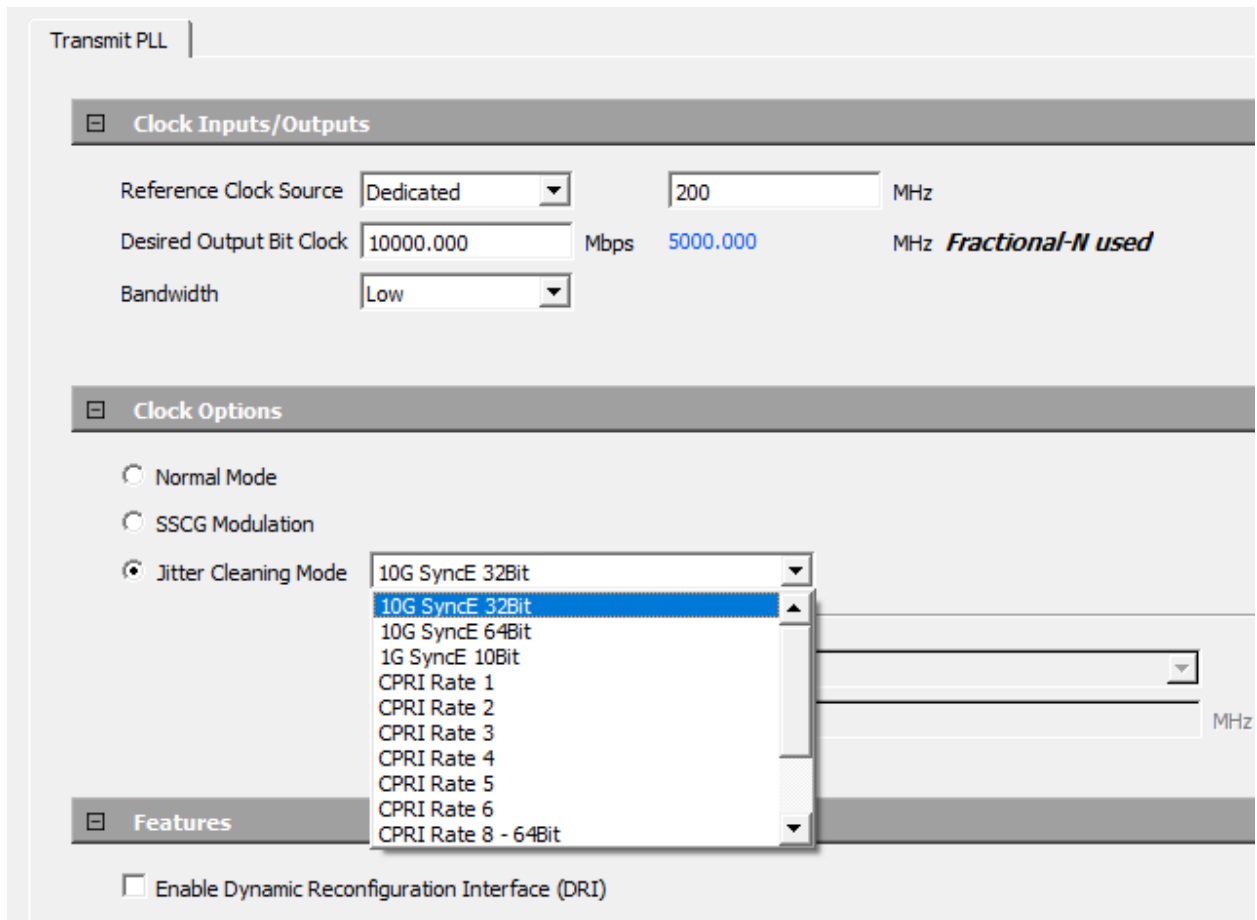 Transmit PLL
Clock Inputs/Outputs
Reference Clock Source Dedicated 200 MHz
Desired Output Bit Clock 10000.000 Mbps 5000.000 MHz Fractional-N used
Bandwidth Low
Clock Options
Normal Mode
SSCG Modulation
Jitter Cleaning Mode 10G SyncE 32Bit
10G SyncE 32Bit
10G SyncE 64Bit
1G SyncE 10Bit
CPRI Rate 1
CPRI Rate 2
CPRI Rate 3
CPRI Rate 4
MHz
CPRI Rate 5
CPRI Rate 6
CPRI Rate 8 - 64Bit
Features
Enable Dynamic Reconfiguration Interface (DRI)